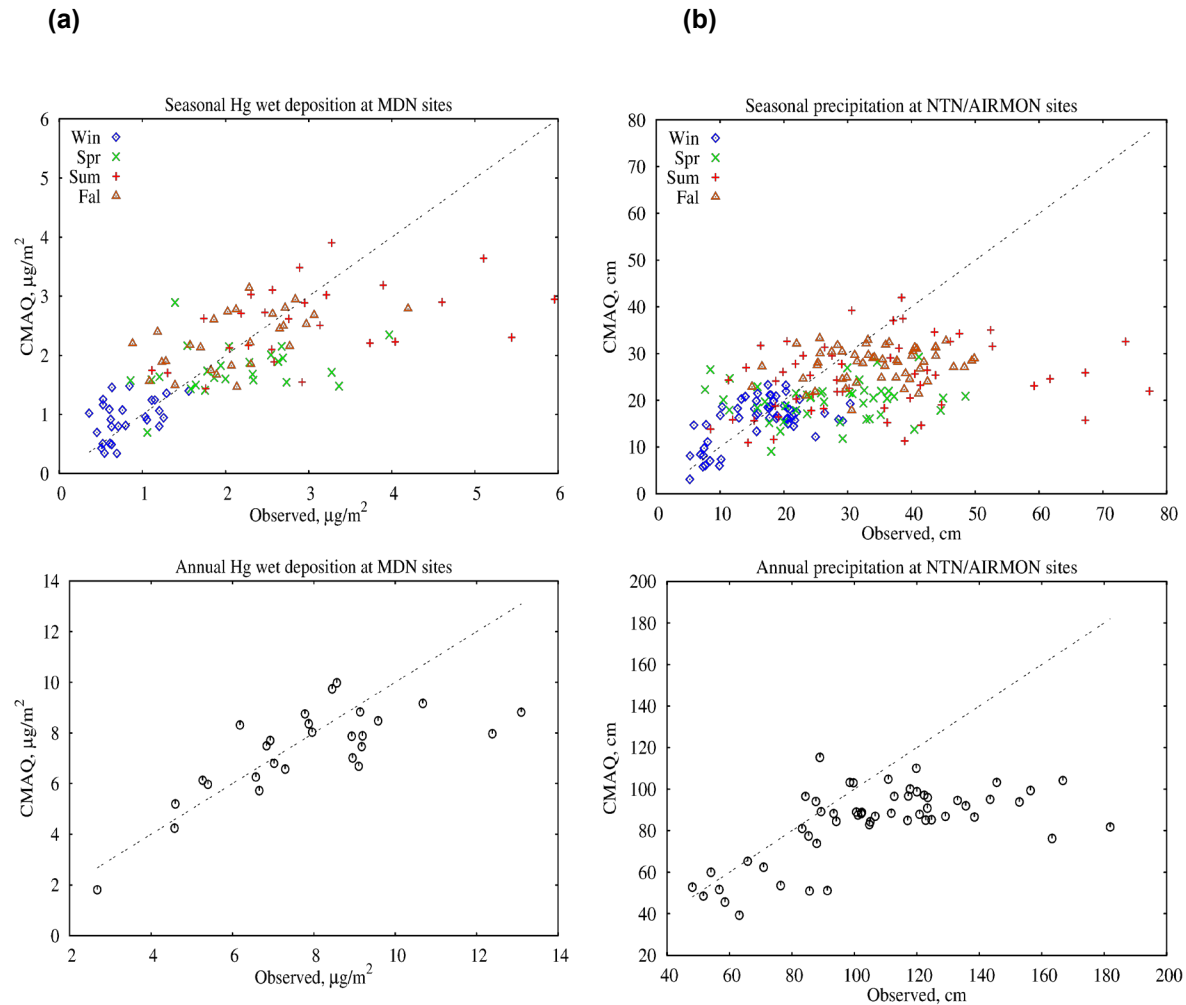 (a)
(b)
Seasonal Hg wet deposition at MDN sites
CMAQ, μg/m²
6
5
4
3
2
1
0
Win
Spr
Sum
Fal
0 1 2 3 4 5 6
Observed, μg/m²
Seasonal precipitation at NTN/AIRMON sites
CMAQ, cm
80
70
60
50
40
30
20
10
0
Win
Spr
Sum
Fal
0 10 20 30 40 50 60 70 80
Observed, cm
Annual Hg wet deposition at MDN sites
CMAQ, μg/m²
14
12
10
8
6
4
2
0
2 4 6 8 10 12 14
Observed, μg/m²
Annual precipitation at NTN/AIRMON sites
CMAQ, cm
200
180
160
140
120
100
80
60
40
20
40 60 80 100 120 140 160 180 200
Observed, cm